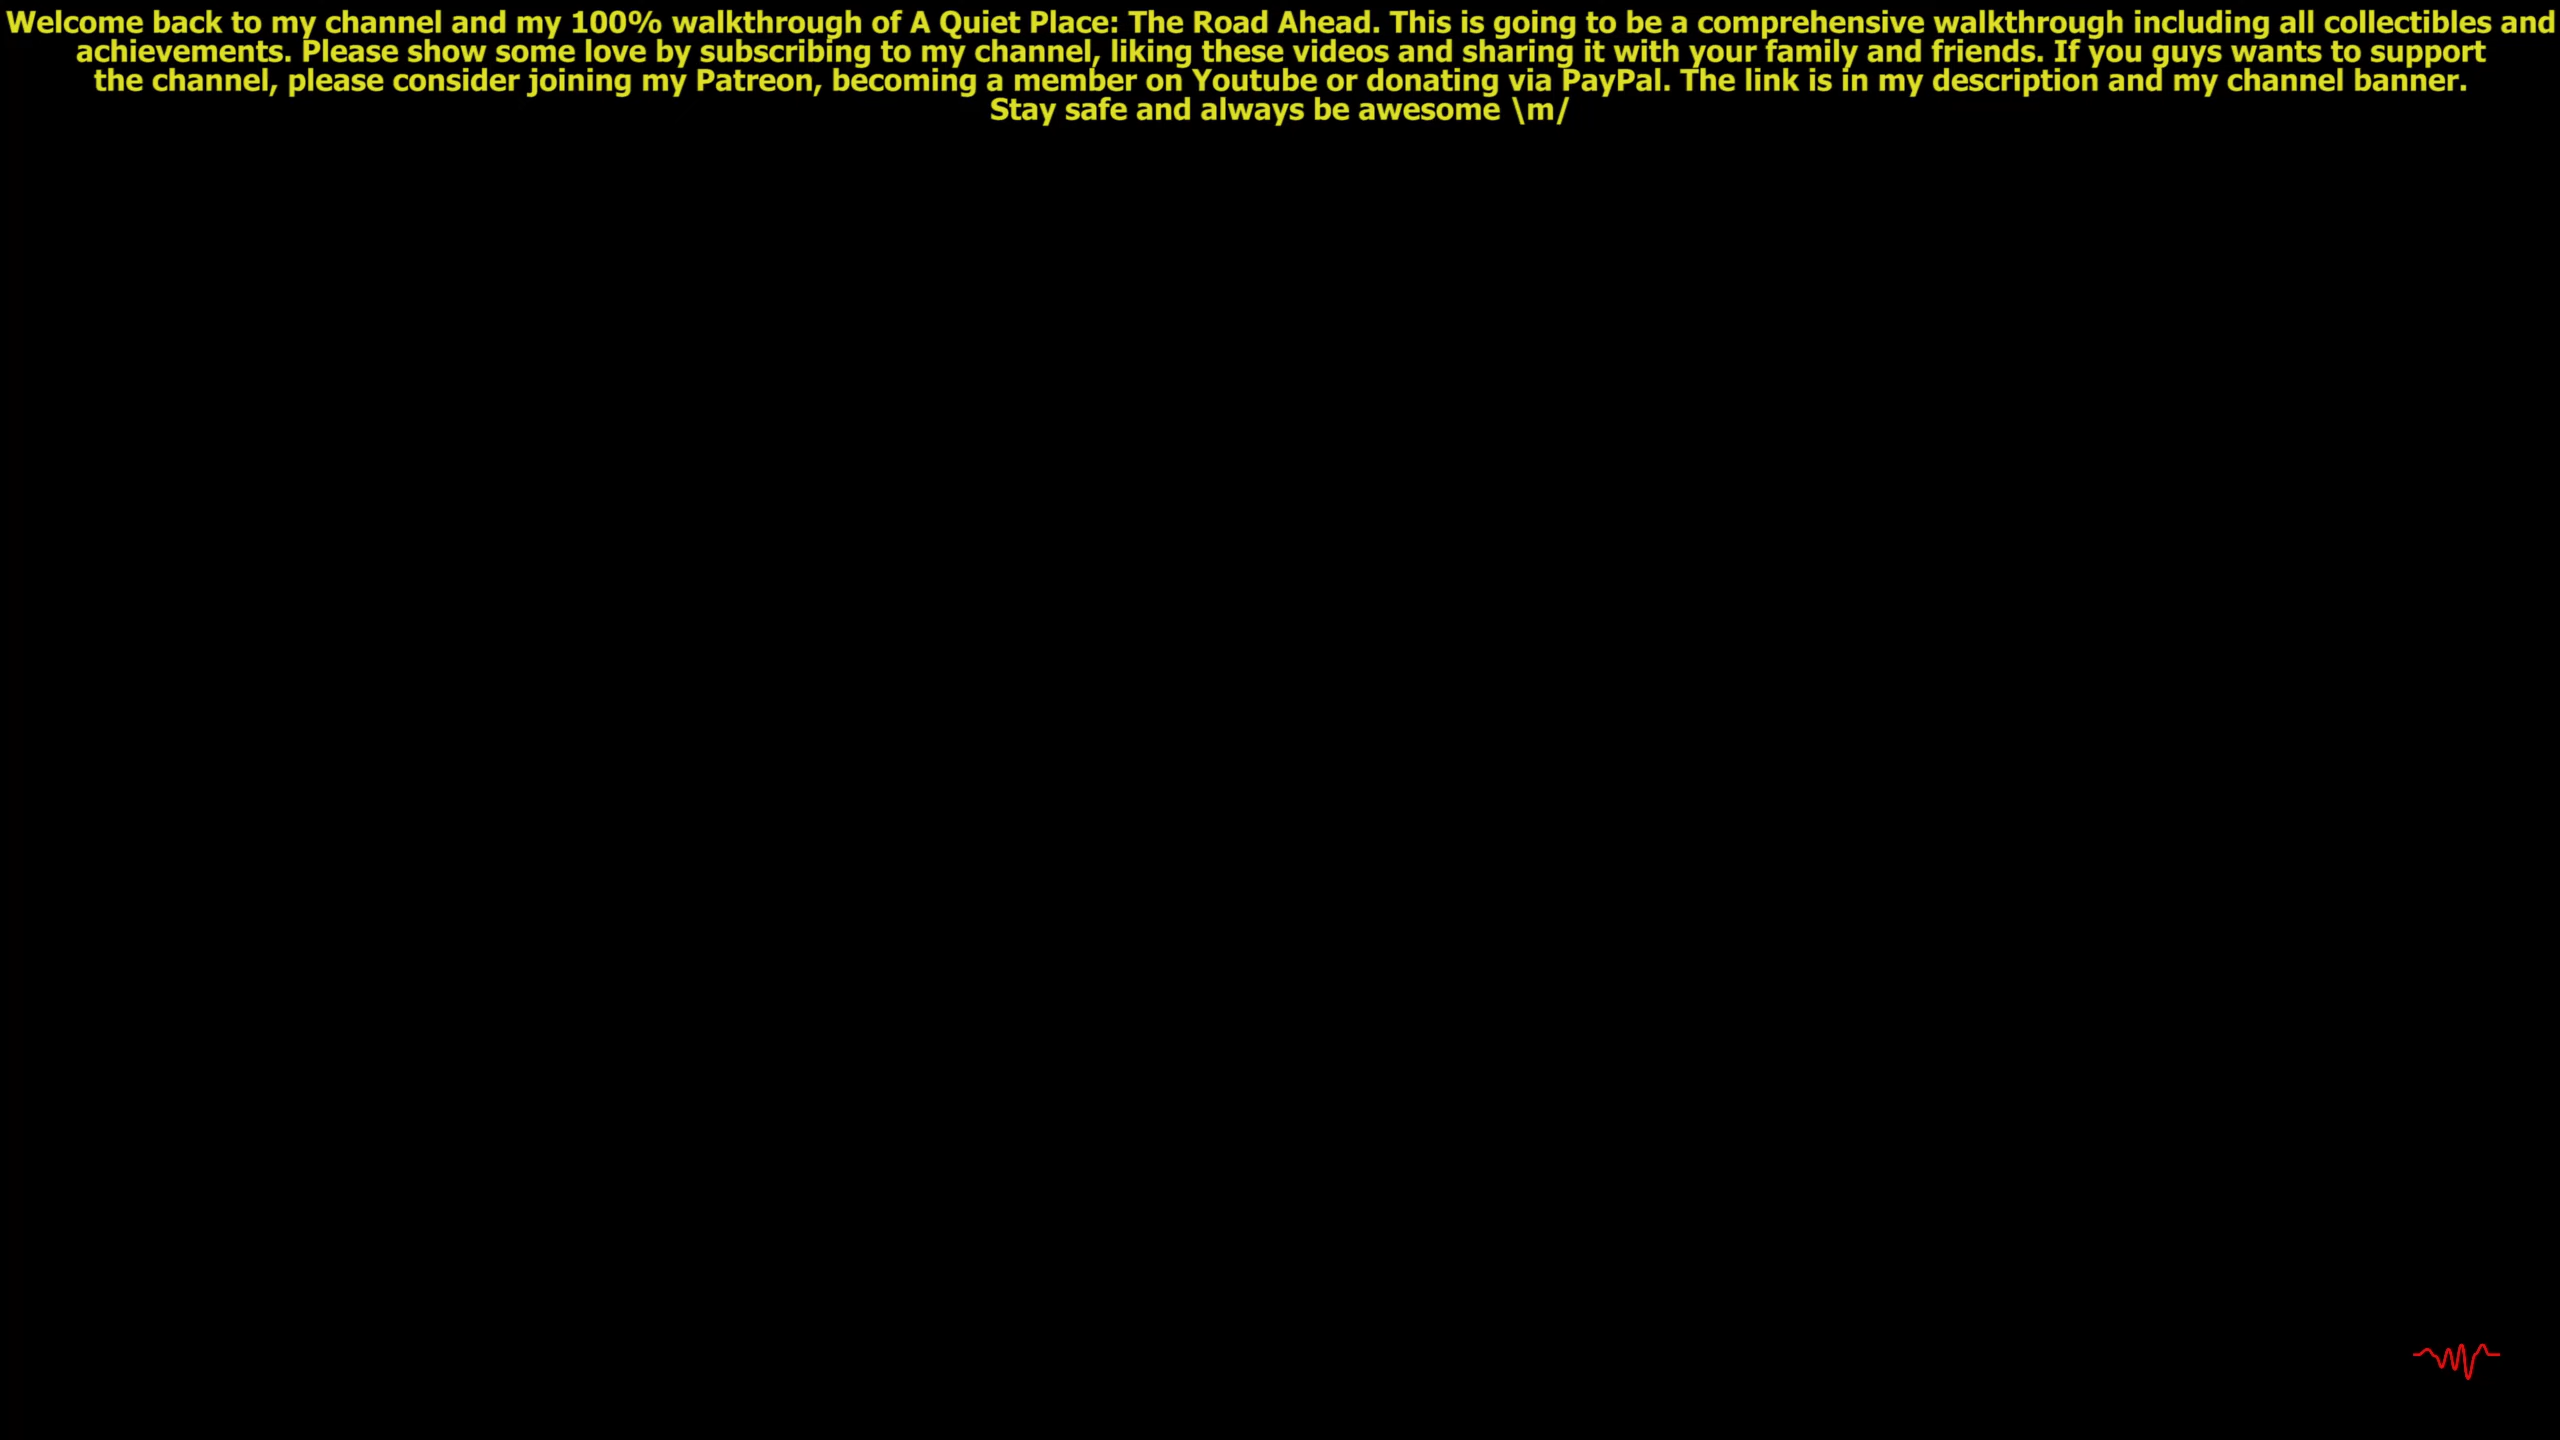 Welcome back to my channel and my 100% walkthrough of A Quiet Place: The Road Ahead. This is going to be a comprehensive walkthrough including all collectibles and
achievements. Please show some love by subscribing to my channel, liking these videos and sharing it with your family and friends. If you guys wants to support
the channel, please consider joining my Patreon, becoming a member on Youtube or donating via PayPal. The link is in my description and my channel banner.
Stay safe and always be awesome \m/